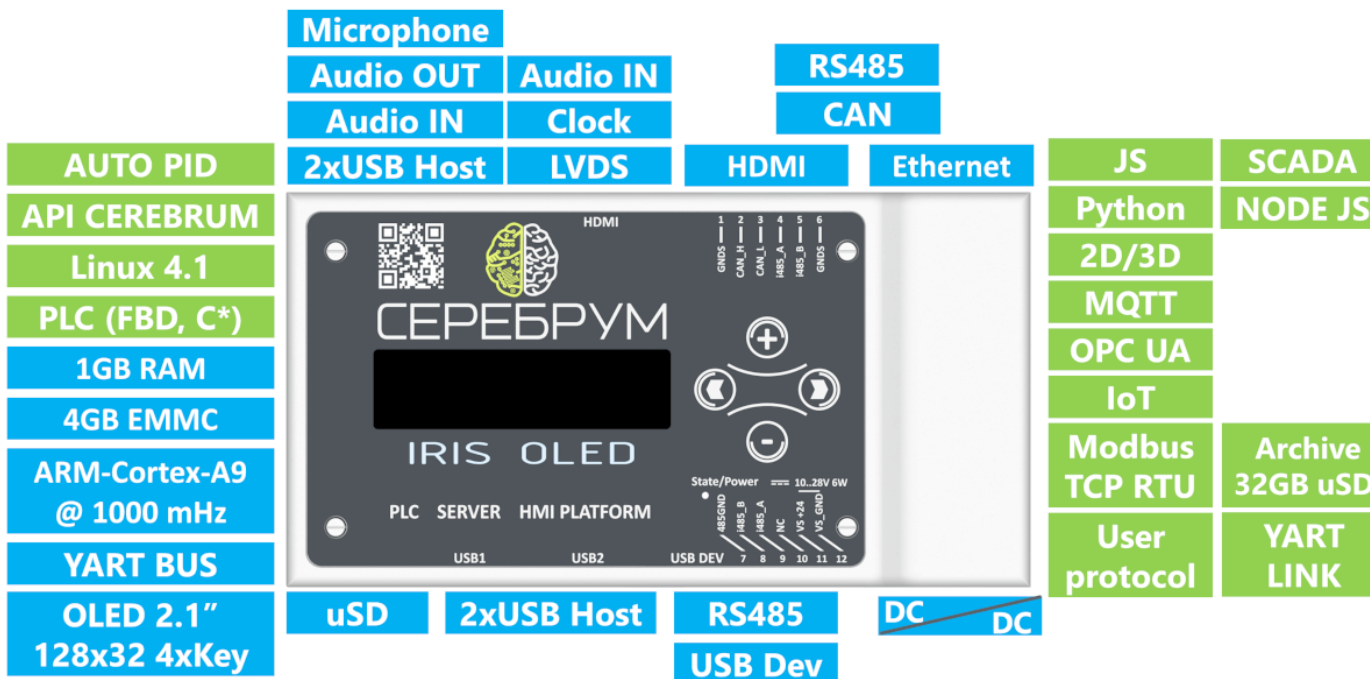 Microphone
Audio OUT Audio IN
RS485
Audio IN Clock
CAN
2xUSB Host LVDS HDMI Ethernet
AUTO PID
API CEREBRUM
Linux 4.1
PLC (FBD, C*)
1GB RAM
4GB EMMC
ARM-Cortex-A9
@ 1000 mHz
YART BUS
OLED 2.1”
128x32 4xKey
HDMI
1 2 3 4 5 6
GNDS CAN_H CAN_L i485_A i485_B GNDS
СЕРЕБРУМ
+
-
IRIS OLED
State/Power 10..28V 6W
485GND i485_B i485_A NC VS +24 VS_GND
PLC SERVER HMI PLATFORM
USB1 USB2 USB DEV 7 8 9 10 11 12
JS SCADA
Python NODE JS
2D/3D
MQTT
OPC UA
IoT
Modbus
TCP RTU
Archive
32GB uSD
User
protocol
YART
LINK
uSD 2xUSB Host RS485 DC DC
USB Dev